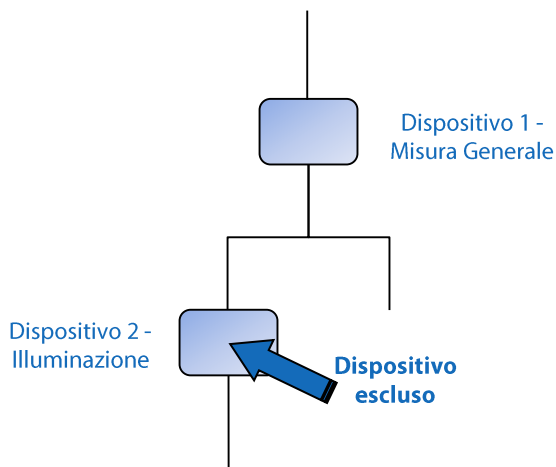 Dispositivo 1 -
Misura Generale
Dispositivo 2 -
Illuminazione
Dispositivo
escluso